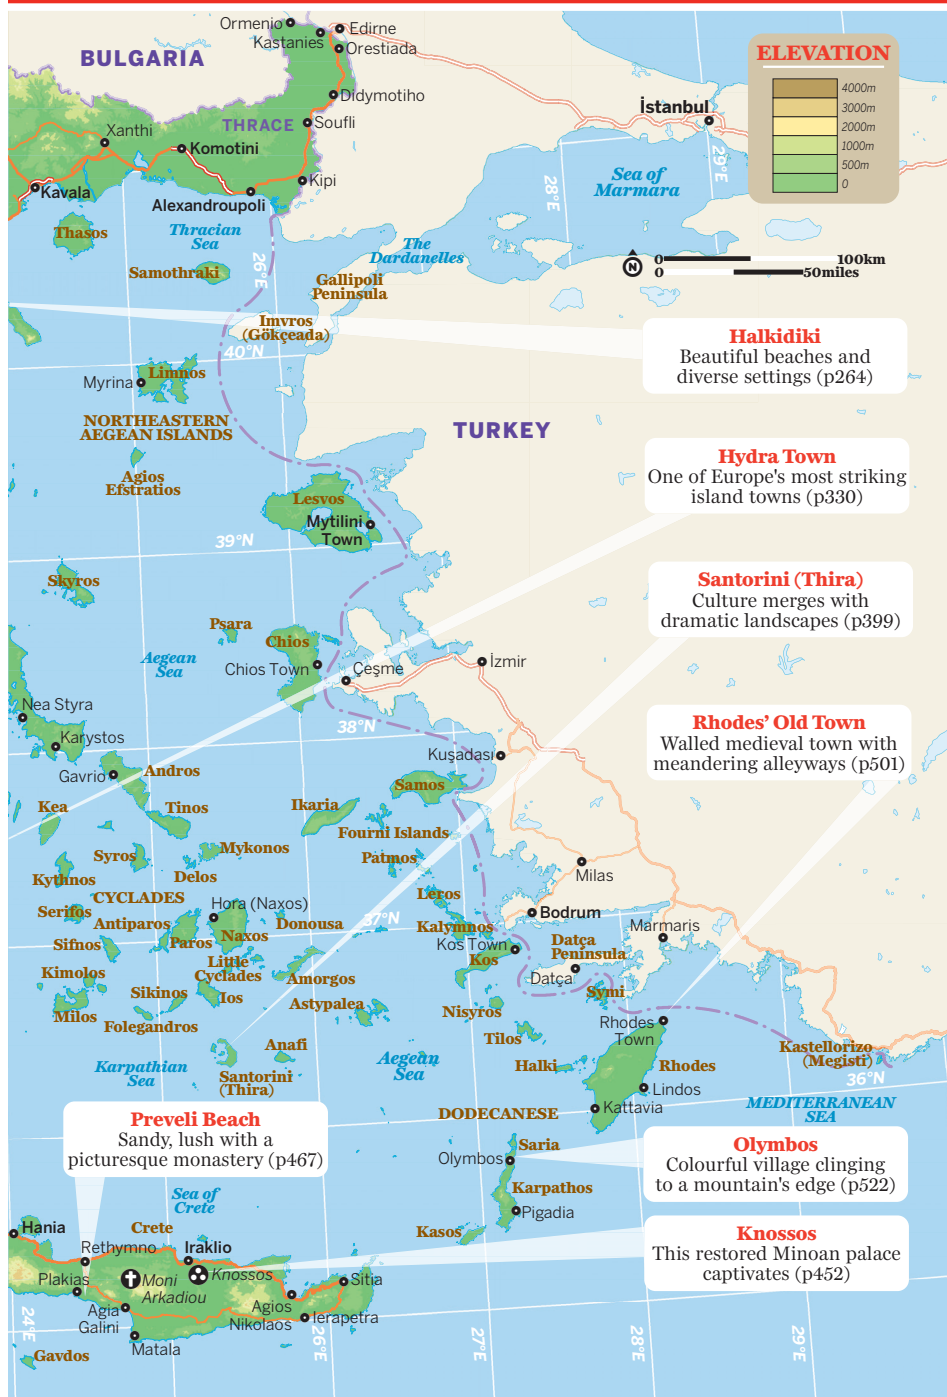 Ormenio
Edirne
Kastanies
Orestiada
BULGARIA
ELEVATION
4000m
3000m
2000m
1000m
500m
0
Didymotiho
İstanbul
THRACE
Soufli
Xanthi
Komotini
29°E
Sea of
Marmara
28°E
Kipi
Kavala
Alexandroupoli
Thasos
Thracian
Sea
The
Dardanelles
26°E
Samothraki
N
0
100km
0
50miles
Gallipoli
Peninsula
Imvros
(Gökçeada)
40°N
Halkidiki
Beautiful beaches and
diverse settings (p264)
Limnos
Myrina
NORTHEASTERN
AEGEAN ISLANDS
TURKEY
Hydra Town
One of Europe's most striking
island towns (p330)
Agios
Efstratios
Lesvos
Mytilini
Town
39°N
Skyros
Santorini (Thira)
Culture merges with
dramatic landscapes (p399)
Psara
Chios
Aegean
Sea
Chios Town
Çeşme
İzmir
Nea Styra
38°N
Rhodes’ Old Town
Walled medieval town with
meandering alleyways (p501)
Karystos
Kuşadası
Gavrio
Andros
Samos
Kea
Tinos
Ikaria
Fourni Islands
Syros
Mykonos
Patmos
Kythnos
Delos
Milas
CYCLADES
Leros
Serifos
Hora (Naxos)
Antiparos
Donousa
37°N
Kalymnos
Bodrum
Marmaris
Sifnos
Paros
Naxos
Kos Town
Datça
Peninsula
Kos
Little
Cyclades
Kimolos
Amorgos
Datça
Symi
Sikinos
Ios
Astypalea
Nisyros
Milos
Folegandros
Rhodes
Town
Tilos
Anafi
Kastellorizo
(Megisti)
Karpathian
Sea
Santorini
(Thira)
Aegean
Sea
Halki
Rhodes
36°N
Lindos
Kattavia
MEDITERRANEAN
SEA
DODECANESE
Preveli Beach
Sandy, lush with a
picturesque monastery (p467)
Saria
Olymbos
Olymbos
Colourful village clinging
to a mountain's edge (p522)
Karpathos
Pigadia
Sea of
Crete
Kasos
Hania
Crete
Rethymno
Iraklio
Knossos
This restored Minoan palace
captivates (p452)
Plakias
Moni
Arkadiou
Knossos
Sitia
Agia
Galini
Agios
Nikolaos
Ierapetra
Matala
24°E
26°E
27°E
28°E
29°E
Gavdos